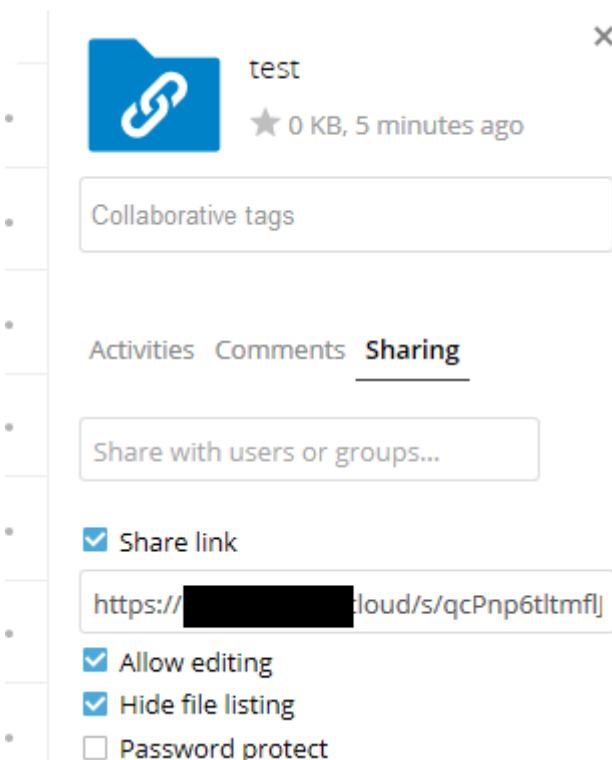 test
0 KB, 5 minutes ago
Collaborative tags
Activities Comments Sharing
Share with users or groups...
Share link
https:// cloud/s/qcPnp6tltmflJ
Allow editing
Hide file listing
Password protect